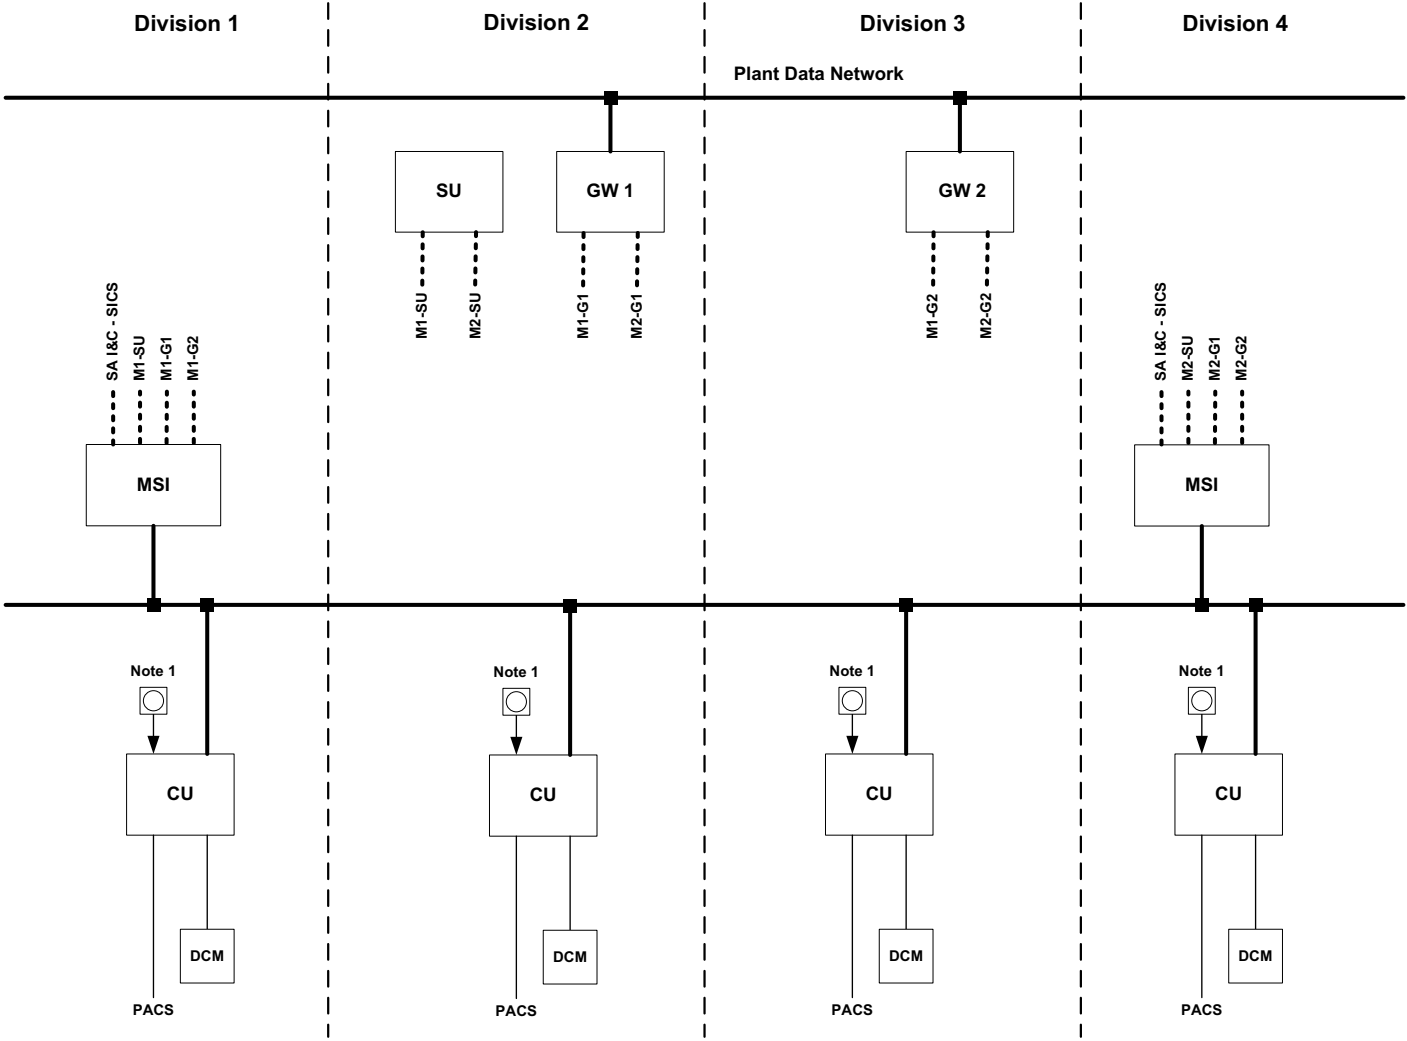 Division 1
Division 2
Division 3
Division 4
Plant Data Network
SU
GW 1
GW 2
M1-SU
M2-SU
M1-G1
M2-G1
M1-G2
M2-G2
SA I&C - SICS
M1-SU
M1-G1
M1-G2
SA I&C - SICS
M2-SU
M2-G1
M2-G2
MSI
MSI
Note 1
Note 1
Note 1
Note 1
CU
CU
CU
CU
DCM
DCM
DCM
DCM
PACS
PACS
PACS
PACS